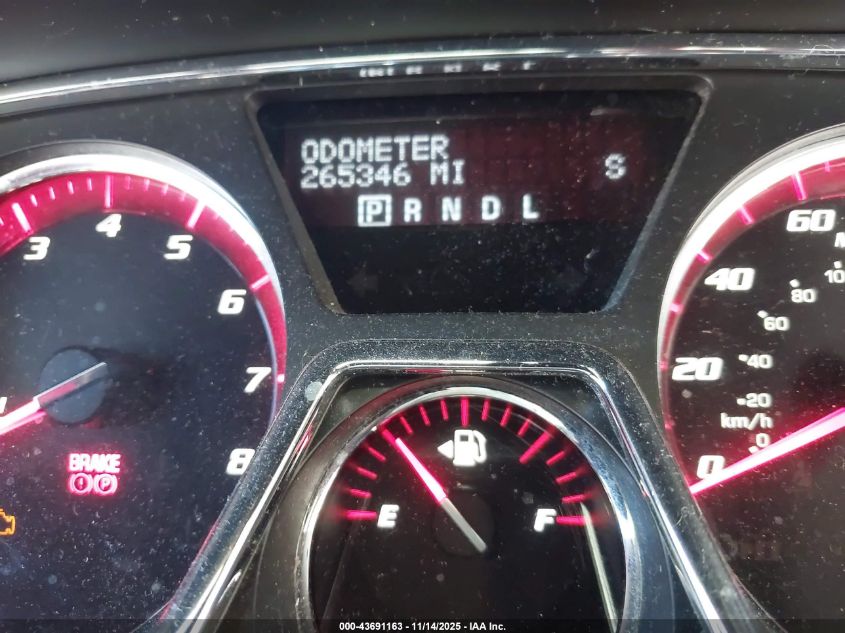 ODOMETER
265346 MI
S
P R N D L
3 4 5 6 7 8
BRAKE
E F
0 20 40 60
km/h
0 20 40 60 80
000-43691163 - 11/14/2025 - IAA Inc.